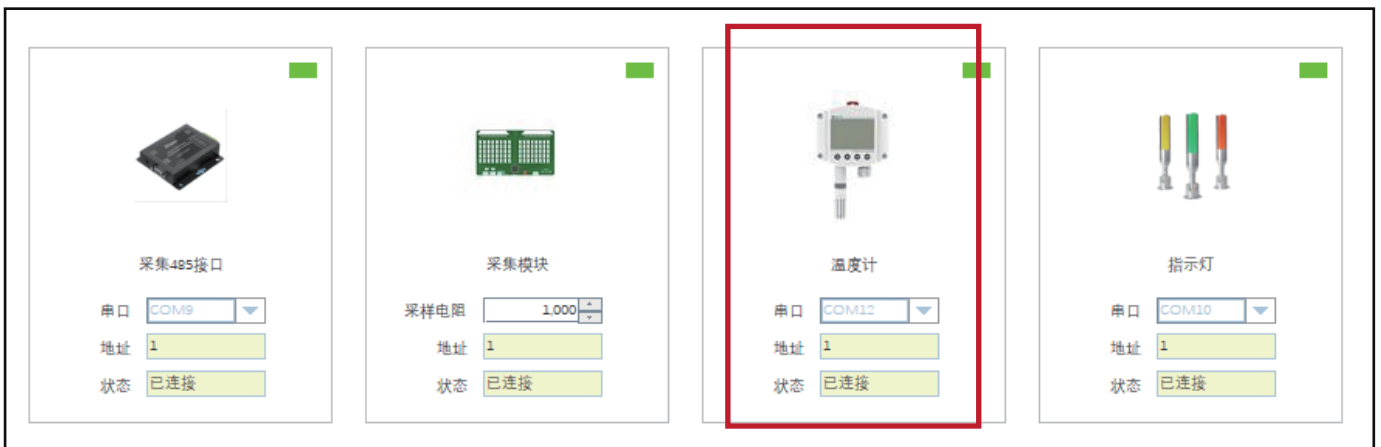 采集485接口
串口 COM9
地址 1
状态 已连接
采集模块
采样电阻 1,000
地址 1
状态 已连接
温度计
串口 COM12
地址 1
状态 已连接
指示灯
串口 COM10
地址 1
状态 已连接